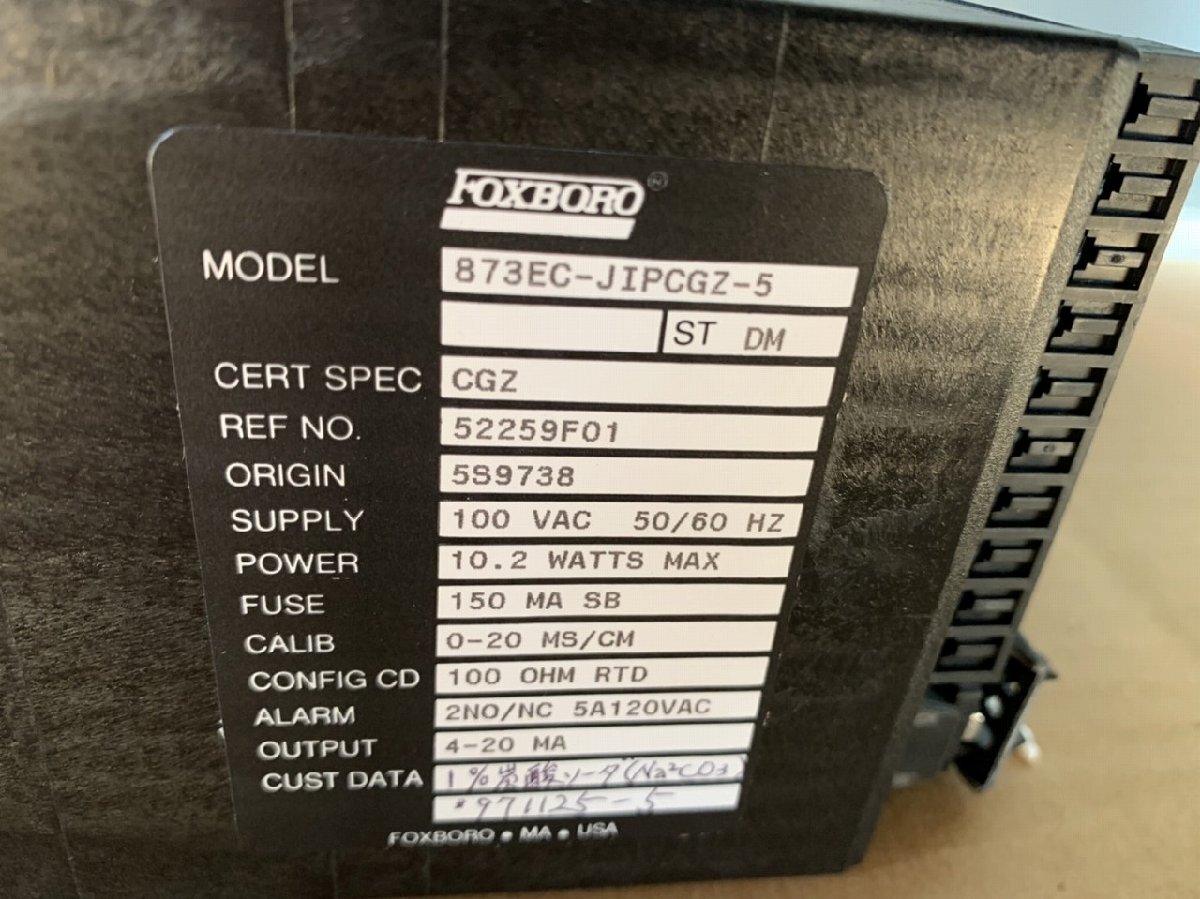 FOXBORO ®
MODEL 873EC-JIPCGZ-5
ST DM
CERT SPEC CGZ
REF NO. 52259F01
ORIGIN 5S9738
SUPPLY 100 VAC 50/60 HZ
POWER 10.2 WATTS MAX
FUSE 150 MA SB
CALIB 0-20 MS/CM
CONFIG CD 100 OHM RTD
ALARM 2NO/NC 5A120VAC
OUTPUT 4-20 MA
CUST DATA 1%炭酸ソーダ(Na²CO3)
'971125-5
FOXBORO • MA • USA